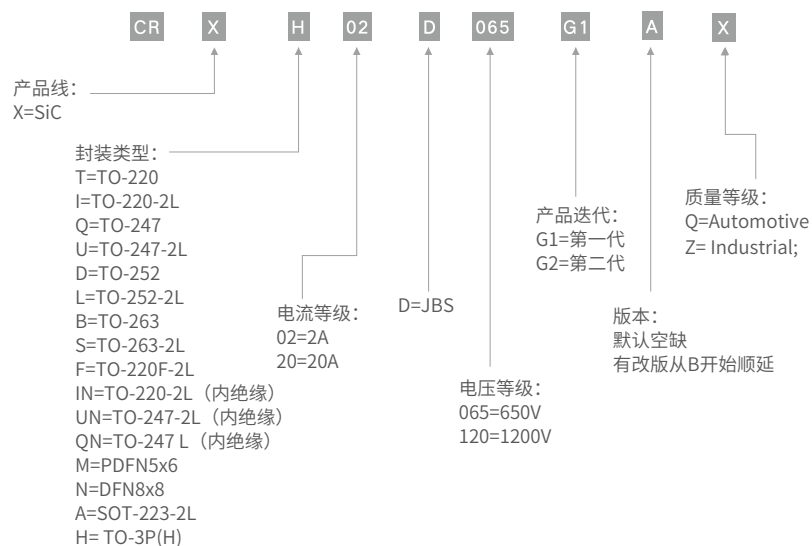 CR X H 02 D 065 G1 A X
产品线：
X=SiC
封装类型：
T=TO-220
I=TO-220-2L
Q=TO-247
U=TO-247-2L
D=TO-252
L=TO-252-2L
B=TO-263
S=TO-263-2L
F=TO-220F-2L
IN=TO-220-2L（内绝缘）
UN=TO-247-2L（内绝缘）
QN=TO-247 L（内绝缘）
M=PDFN5x6
N=DFN8x8
A=SOT-223-2L
H= TO-3P(H)
电流等级：
02=2A
20=20A
D=JBS
电压等级：
065=650V
120=1200V
产品迭代：
G1=第一代
G2=第二代
版本：
默认空缺
有改版从B开始顺延
质量等级：
Q=Automotive
Z= Industrial;